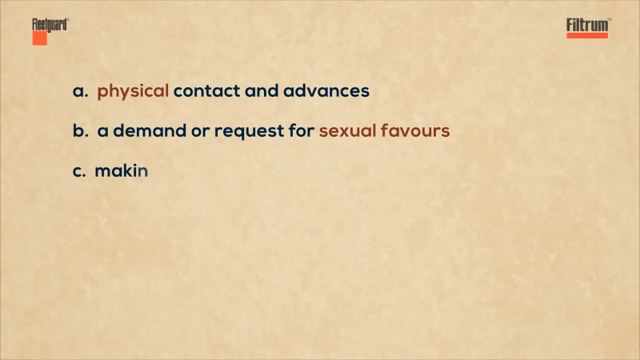 Fleetguard
Filtrum
a. physical contact and advances
b. a demand or request for sexual favours
c. makin